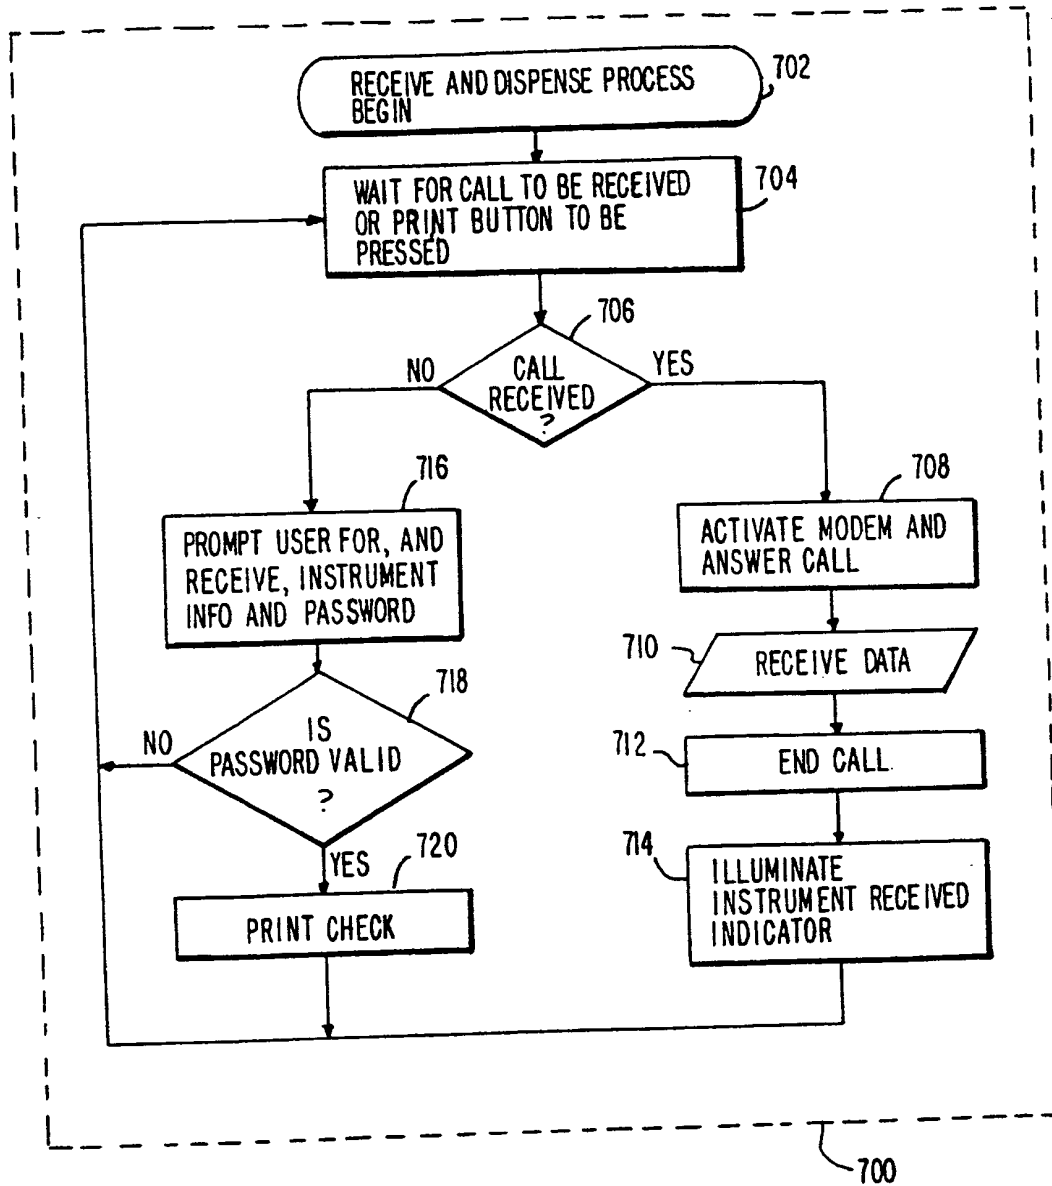 RECEIVE AND DISPENSE PROCESS
BEGIN
702
WAIT FOR CALL TO BE RECEIVED
OR PRINT BUTTON TO BE
PRESSED
704
706
CALL
RECEIVED
?
NO
YES
716
PROMPT USER FOR, AND
RECEIVE, INSTRUMENT
INFO AND PASSWORD
708
ACTIVATE MODEM AND
ANSWER CALL
710
RECEIVE DATA
718
IS
PASSWORD VALID
?
NO
YES
712
END CALL
720
PRINT CHECK
714
ILLUMINATE
INSTRUMENT RECEIVED
INDICATOR
700